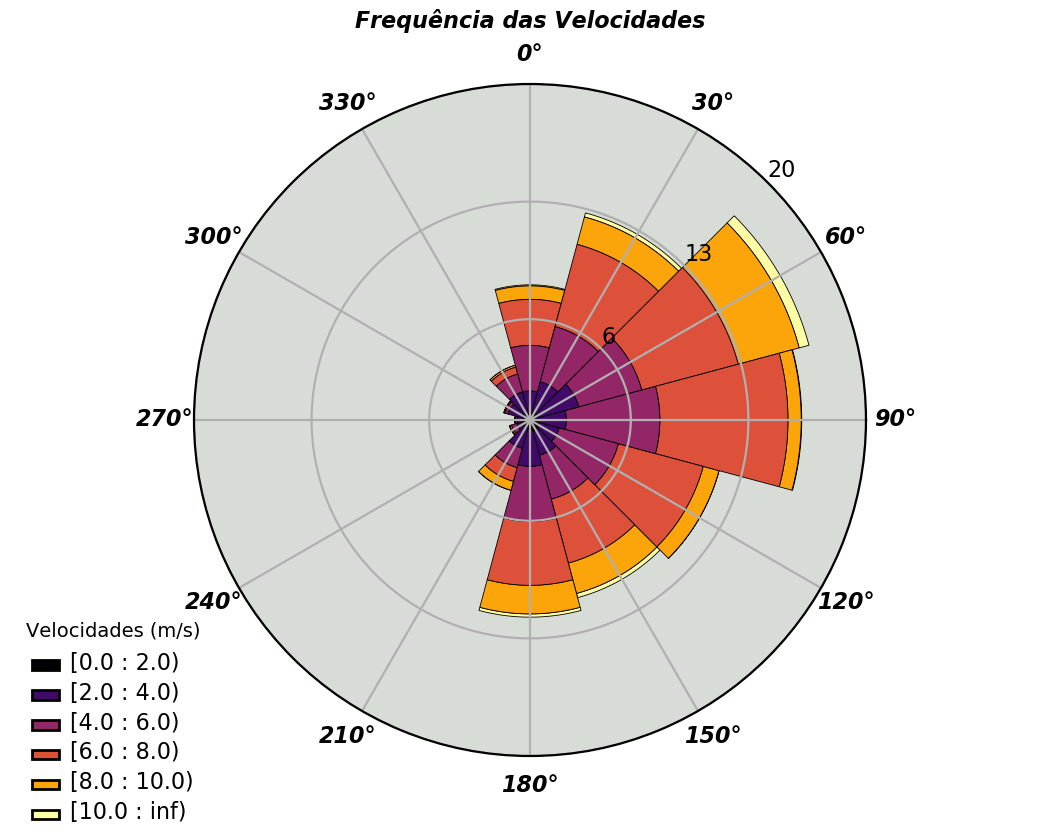 Frequência das Velocidades
0°
330°
30°
20
300°
60°
13
6
270°
90°
240°
120°
210°
150°
180°
Velocidades (m/s)
[0.0 : 2.0)
[2.0 : 4.0)
[4.0 : 6.0)
[6.0 : 8.0)
[8.0 : 10.0)
[10.0 : inf)